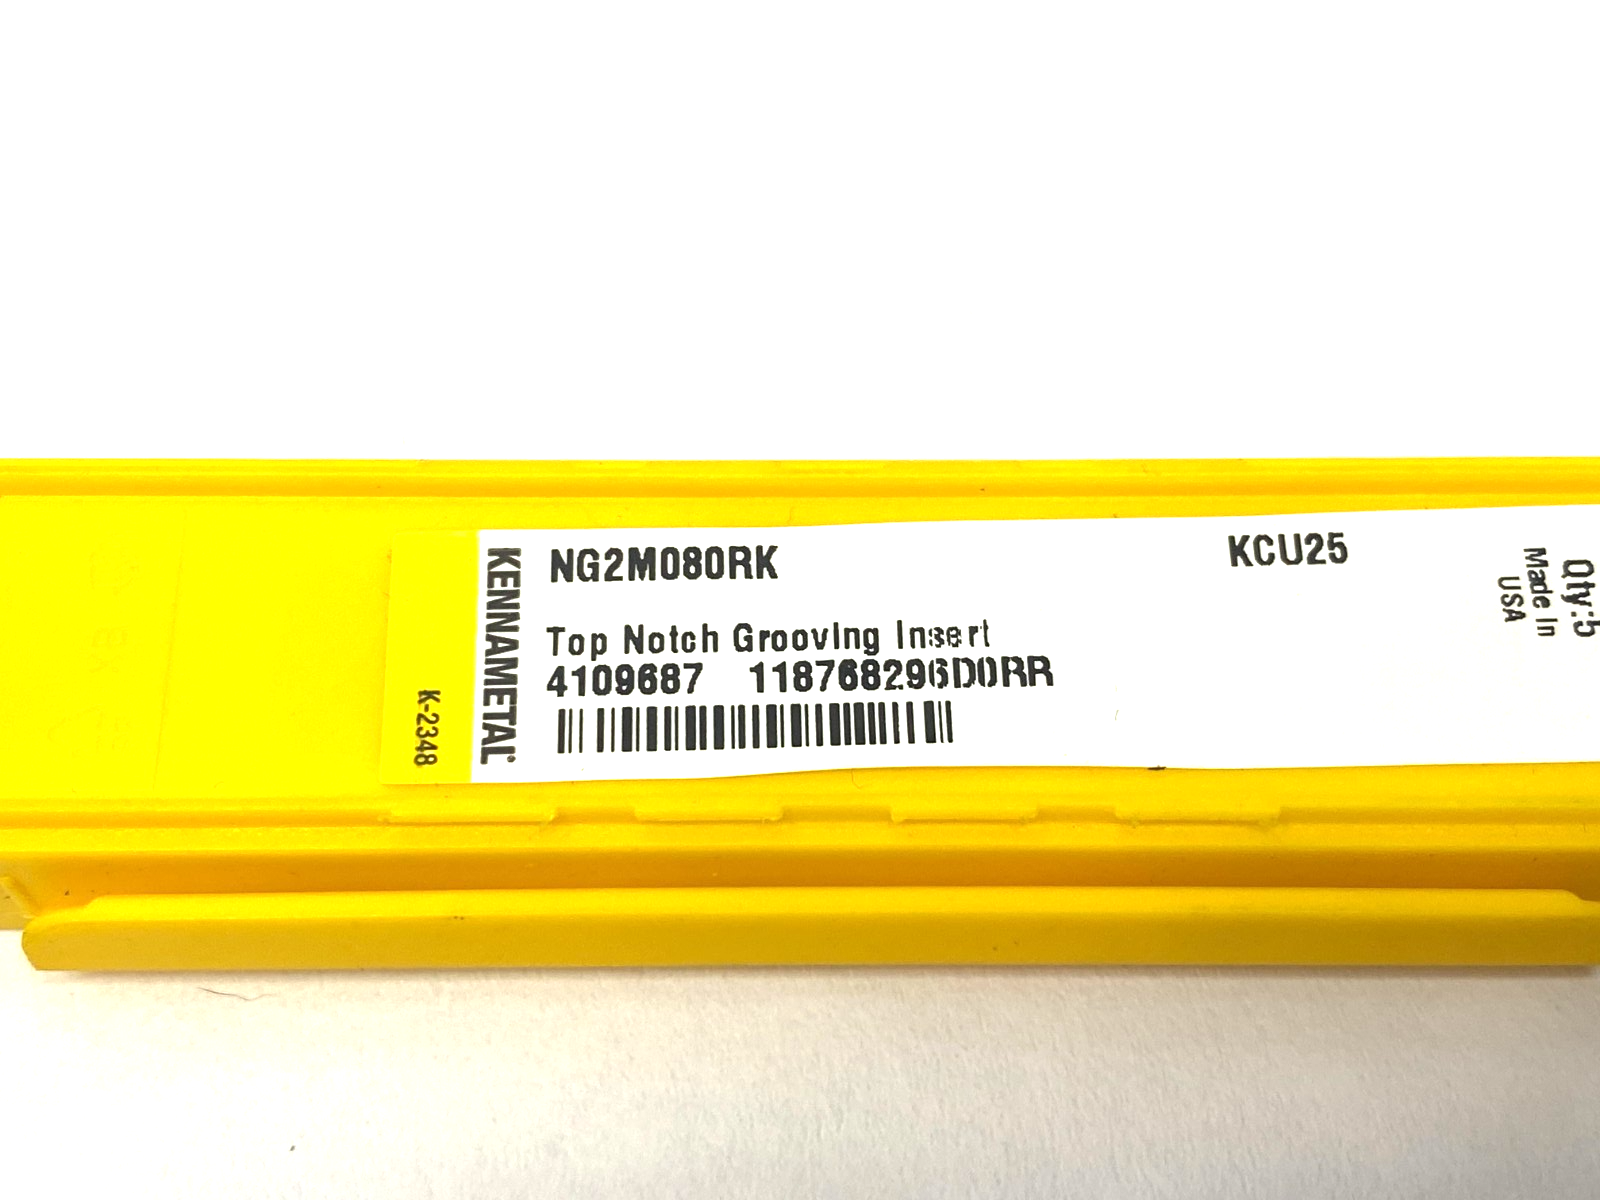 NG2M080RK
KCU25
Top Notch Grooving Insert
4109687 118768296D0RR
KENNAMETAL
K-2348
Qty:5
Made In
USA